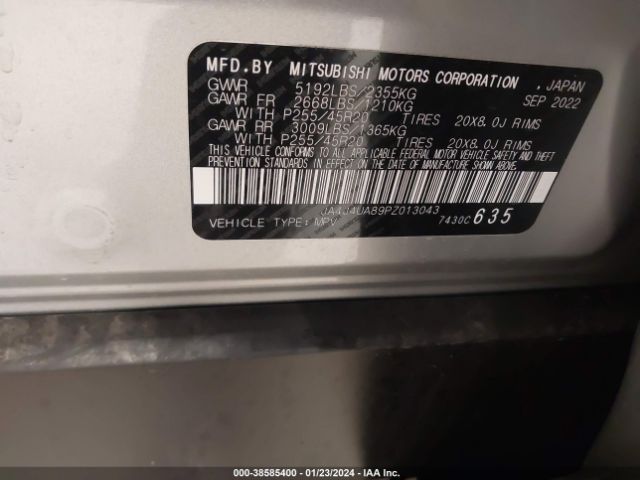 MFD. BY MITSUBISHI MOTORS CORPORATION , JAPAN
GWWR 5192LBS/2355KG SEP 2022
GAWR FR 2668LBS/1210KG
WITH P255/45R20 TIRES 20X8.0J RIMS
GAWR RR 3009LBS/1365KG
WITH P255/45R20 TIRES 20X8.0J RIMS
THIS VEHICLE CONFORMS TO ALL APPLICABLE FEDERAL MOTOR VEHICLE SAFETY AND THEFT
PREVENTION STANDARDS IN EFFECT ON THE DATE OF MANUFACTURE SHOWN ABOVE.
JA4J4UA89PZ013043
VEHICLE TYPE: MPV 7430C 635
000-38585400 - 01/23/2024 - IAA Inc.